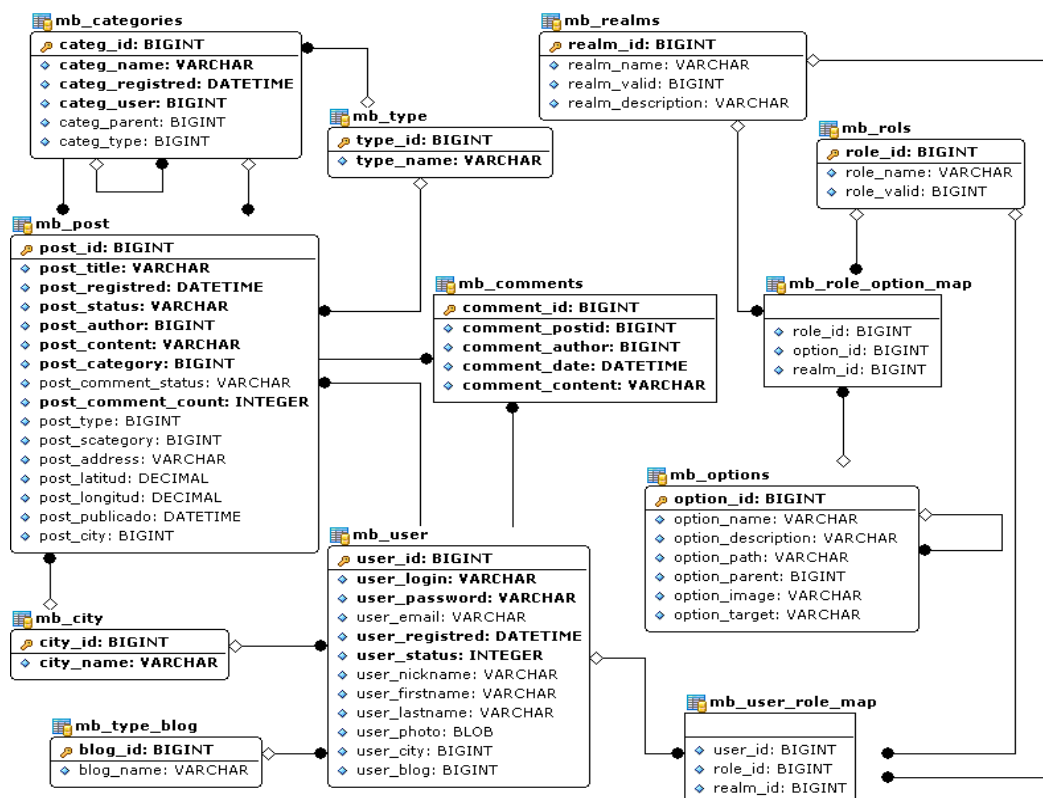 mb_categories
categ_id: BIGINT
categ_name: VARCHAR
categ_registred: DATETIME
categ_user: BIGINT
categ_parent: BIGINT
categ_type: BIGINT
mb_type
type_id: BIGINT
type_name: VARCHAR
mb_realms
realm_id: BIGINT
realm_name: VARCHAR
realm_valid: BIGINT
realm_description: VARCHAR
mb_rols
role_id: BIGINT
role_name: VARCHAR
role_valid: BIGINT
mb_post
post_id: BIGINT
post_title: VARCHAR
post_registred: DATETIME
post_status: VARCHAR
post_author: BIGINT
post_content: VARCHAR
post_category: BIGINT
post_comment_status: VARCHAR
post_comment_count: INTEGER
post_type: BIGINT
post_scategory: BIGINT
post_address: VARCHAR
post_latitud: DECIMAL
post_longitud: DECIMAL
post_publicado: DATETIME
post_city: BIGINT
mb_comments
comment_id: BIGINT
comment_postid: BIGINT
comment_author: BIGINT
comment_date: DATETIME
comment_content: VARCHAR
mb_role_option_map
role_id: BIGINT
option_id: BIGINT
realm_id: BIGINT
mb_options
option_id: BIGINT
option_name: VARCHAR
option_description: VARCHAR
option_path: VARCHAR
option_parent: BIGINT
option_image: VARCHAR
option_target: VARCHAR
mb_user
user_id: BIGINT
user_login: VARCHAR
user_password: VARCHAR
user_email: VARCHAR
user_registred: DATETIME
user_status: INTEGER
user_nickname: VARCHAR
user_firstname: VARCHAR
user_lastname: VARCHAR
user_photo: BLOB
user_city: BIGINT
user_blog: BIGINT
mb_city
city_id: BIGINT
city_name: VARCHAR
mb_type_blog
blog_id: BIGINT
blog_name: VARCHAR
mb_user_role_map
user_id: BIGINT
role_id: BIGINT
realm_id: BIGINT